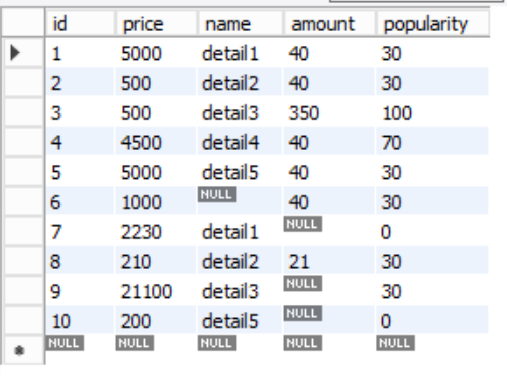 id price name amount popularity
1 5000 detail1 40 30
2 500 detail2 40 30
3 500 detail3 350 100
4 4500 detail4 40 70
5 5000 detail5 40 30
6 1000 NULL 40 30
7 2230 detail1 NULL 0
8 210 detail2 21 30
9 21100 detail3 NULL 30
10 200 detail5 NULL 0
NULL NULL NULL NULL NULL